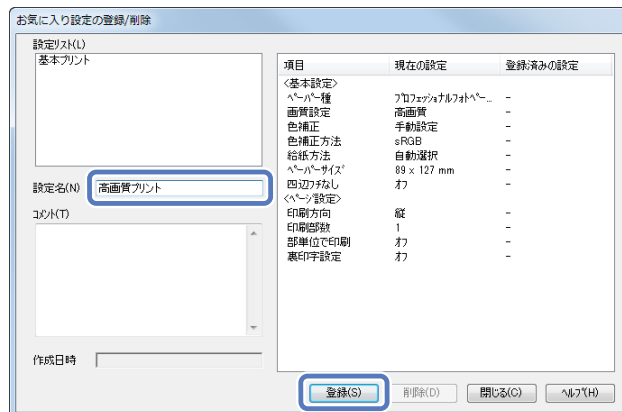 お気に入り設定の登録/削除
設定リスト(L)
基本プリント
設定名(N) 高画質プリント
コメント(T)
作成日時
項目 現在の設定 登録済みの設定
<基本設定>
ペーパー種 プロフェッショナルフォトペー... -
画質設定 高画質 -
色補正 手動設定 -
色補正方法 sRGB -
給紙方法 自動選択 -
ペーパーサイズ 89 x 127 mm -
四辺フチなし オフ -
<ページ設定>
印刷方向 縦 -
印刷部数 1 -
部単位で印刷 オフ -
裏印字設定 オフ -
登録(S) 削除(D) 閉じる(C) ヘルプ(H)